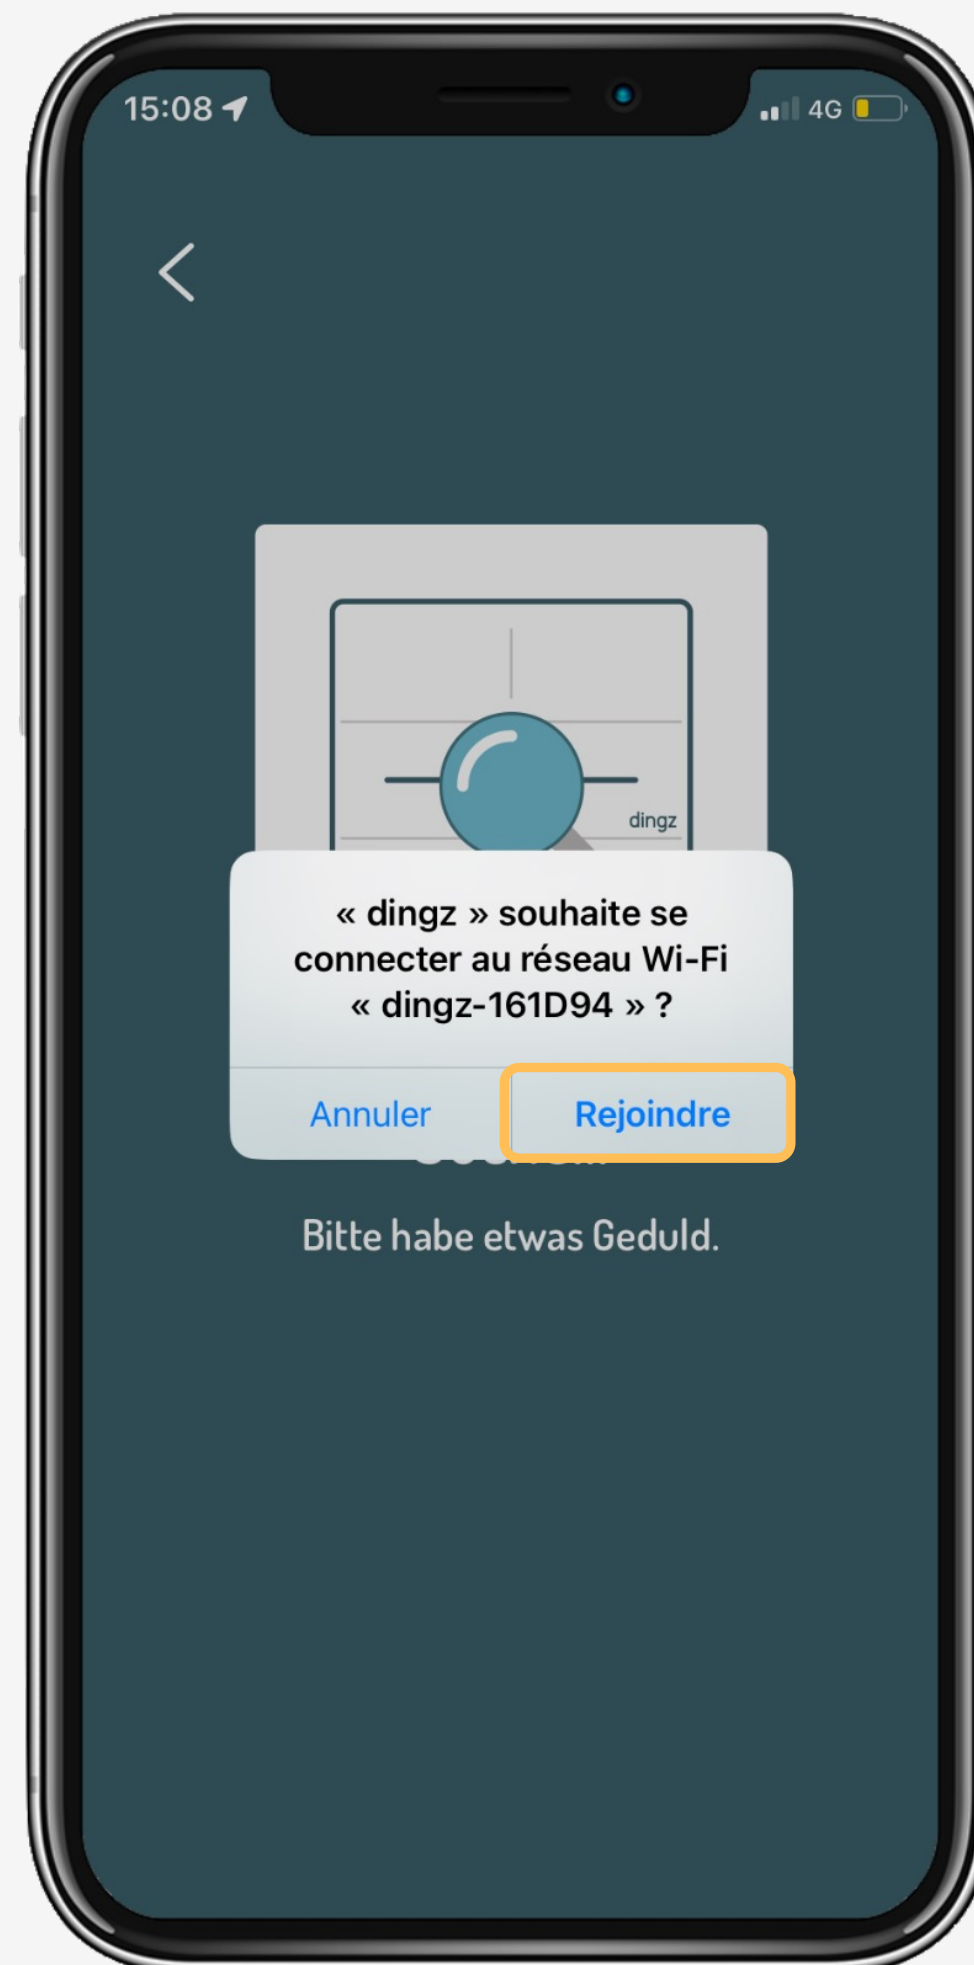 15:08
4G
dingz
« dingz » souhaite se
connecter au réseau Wi-Fi
« dingz-161D94 » ?
Annuler Rejoindre
Bitte habe etwas Geduld.